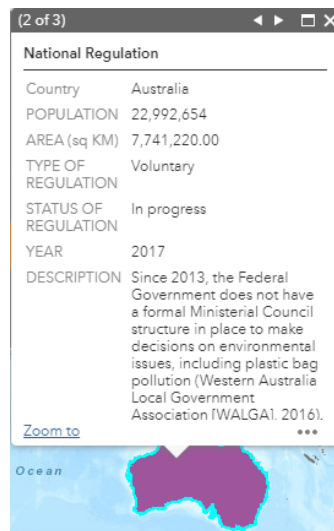 (2 of 3)
National Regulation
Country Australia
POPULATION 22,992,654
AREA (sq KM) 7,741,220.00
TYPE OF Voluntary
REGULATION
STATUS OF In progress
REGULATION
YEAR 2017
DESCRIPTION Since 2013, the Federal
Government does not have
a formal Ministerial Council
structure in place to make
decisions on environmental
issues, including plastic bag
pollution (Western Australia
Local Government
Association [WALGA], 2016).
Zoom to
Ocean